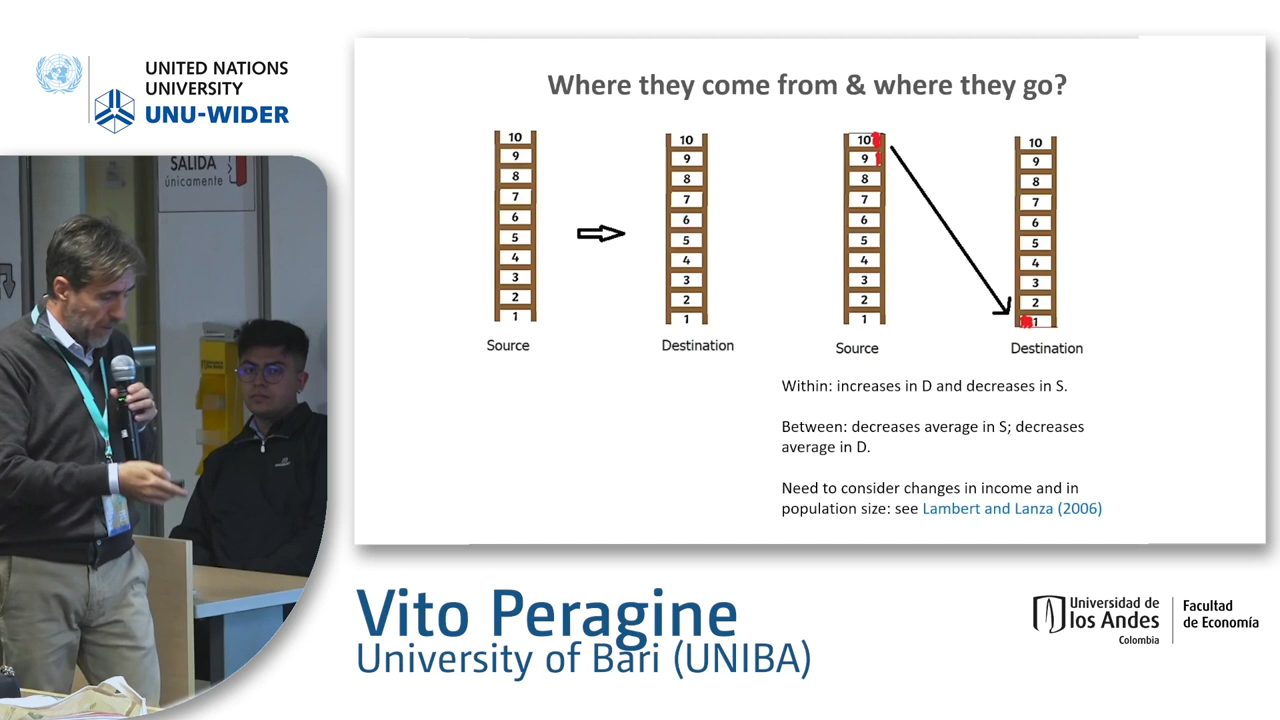 UNITED NATIONS
UNIVERSITY
UNU-WIDER
SALIDA
únicamente
Where they come from & where they go?
10
9
8
7
6
5
4
3
2
1
Source
10
9
8
7
6
5
4
3
2
1
Destination
10
9
8
7
6
5
4
3
2
1
Source
10
9
8
7
6
5
4
3
2
1
Destination
Within: increases in D and decreases in S.
Between: decreases average in S; decreases
average in D.
Need to consider changes in income and in
population size: see Lambert and Lanza (2006)
Vito Peragine
University of Bari (UNIBA)
Universidad de
los Andes
Colombia
Facultad
de Economía